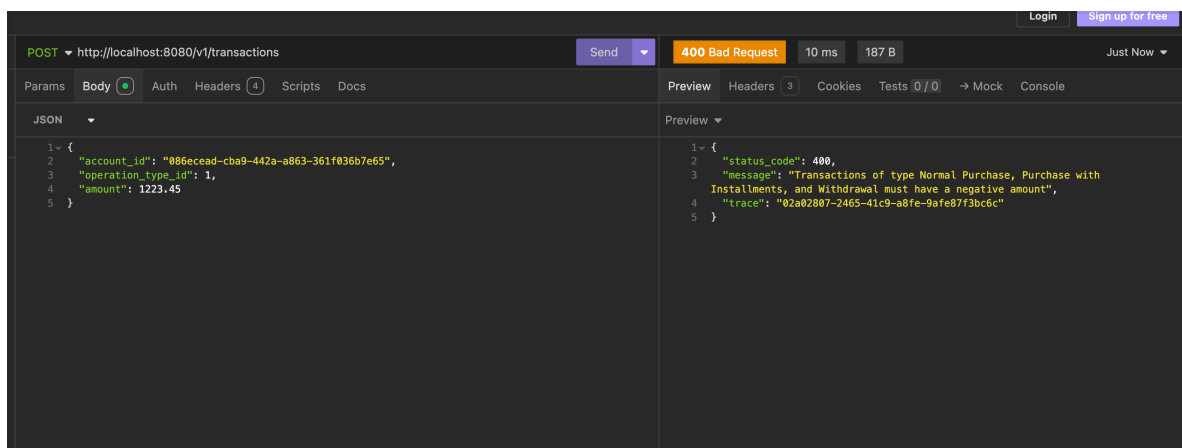 Login Sign up for free
POST http://localhost:8080/v1/transactions Send 400 Bad Request 10 ms 187 B Just Now
Params Body Auth Headers 4 Scripts Docs Preview Headers 3 Cookies Tests 0 / 0 → Mock Console
JSON
Preview
1 {
2 "account_id": "086ecead-cba9-442a-a863-361f036b7e65",
3 "operation_type_id": 1,
4 "amount": 1223.45
5 }
1 {
2 "status_code": 400,
3 "message": "Transactions of type Normal Purchase, Purchase with
Installments, and Withdrawal must have a negative amount",
4 "trace": "02a02807-2465-41c9-a8fe-9afe87f3bc6c"
5 }